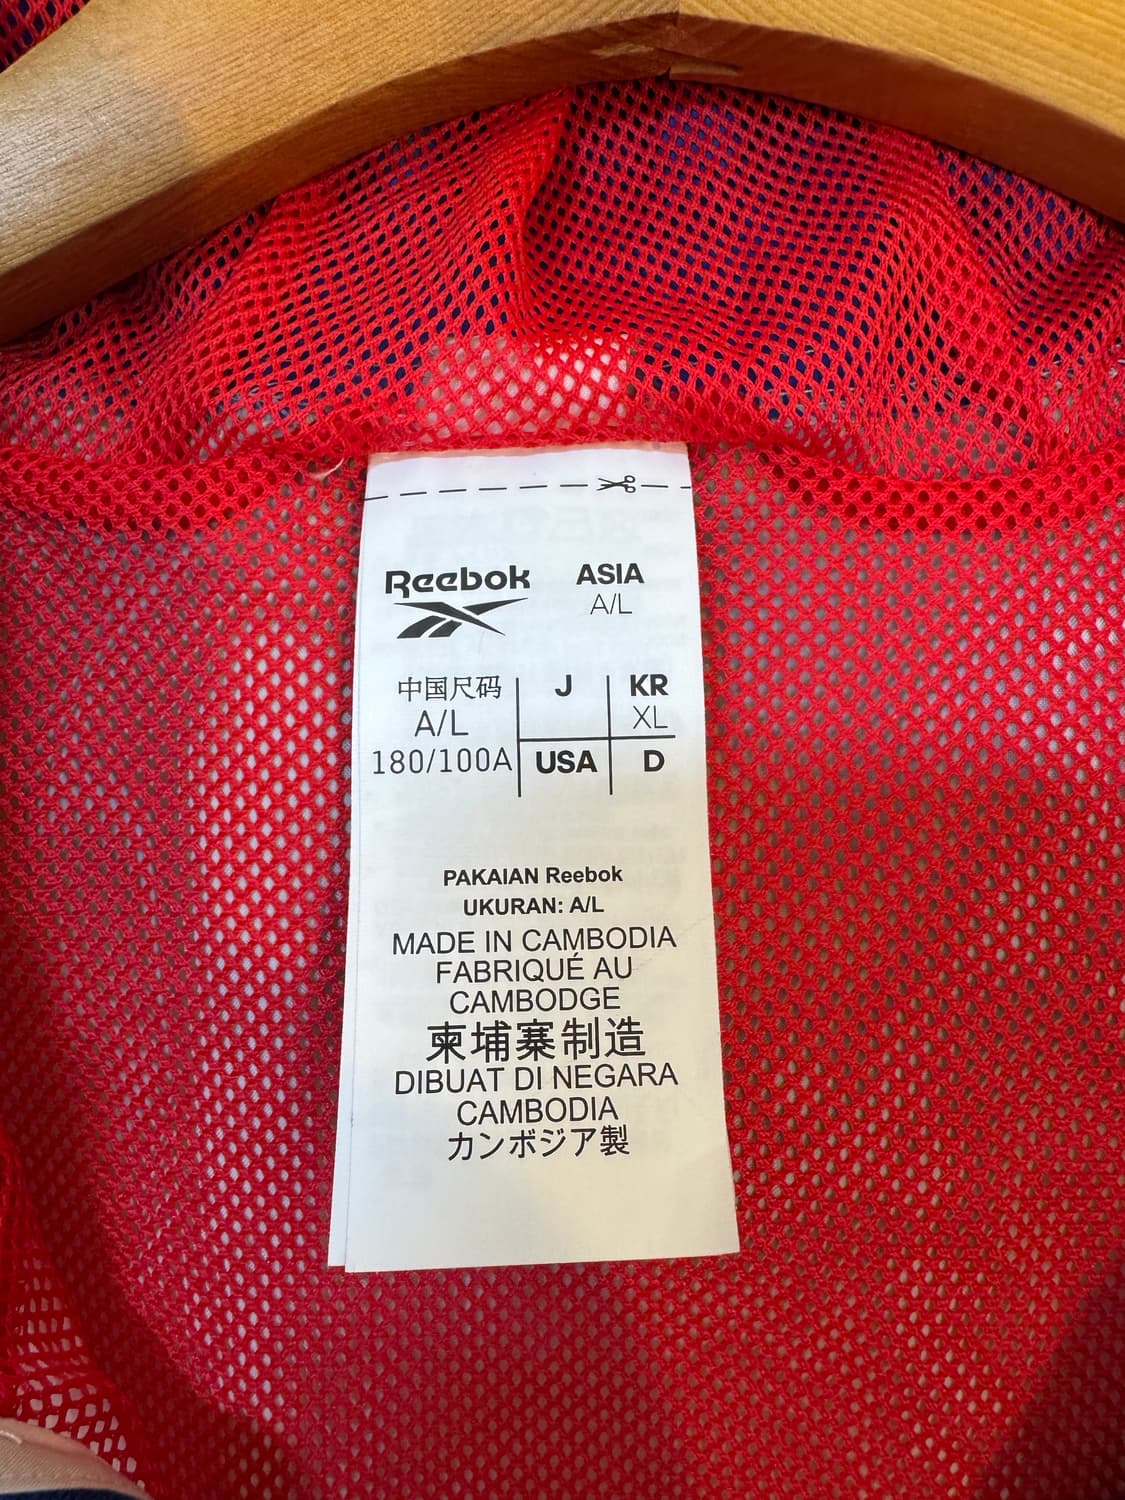 Reebok ASIA
A/L
中国尺码 J KR
A/L XL
180/100A USA D
PAKAIAN Reebok
UKURAN: A/L
MADE IN CAMBODIA
FABRIQUÉ AU
CAMBODGE
柬埔寨制造
DIBUAT DI NEGARA
CAMBODIA
カンボジア製